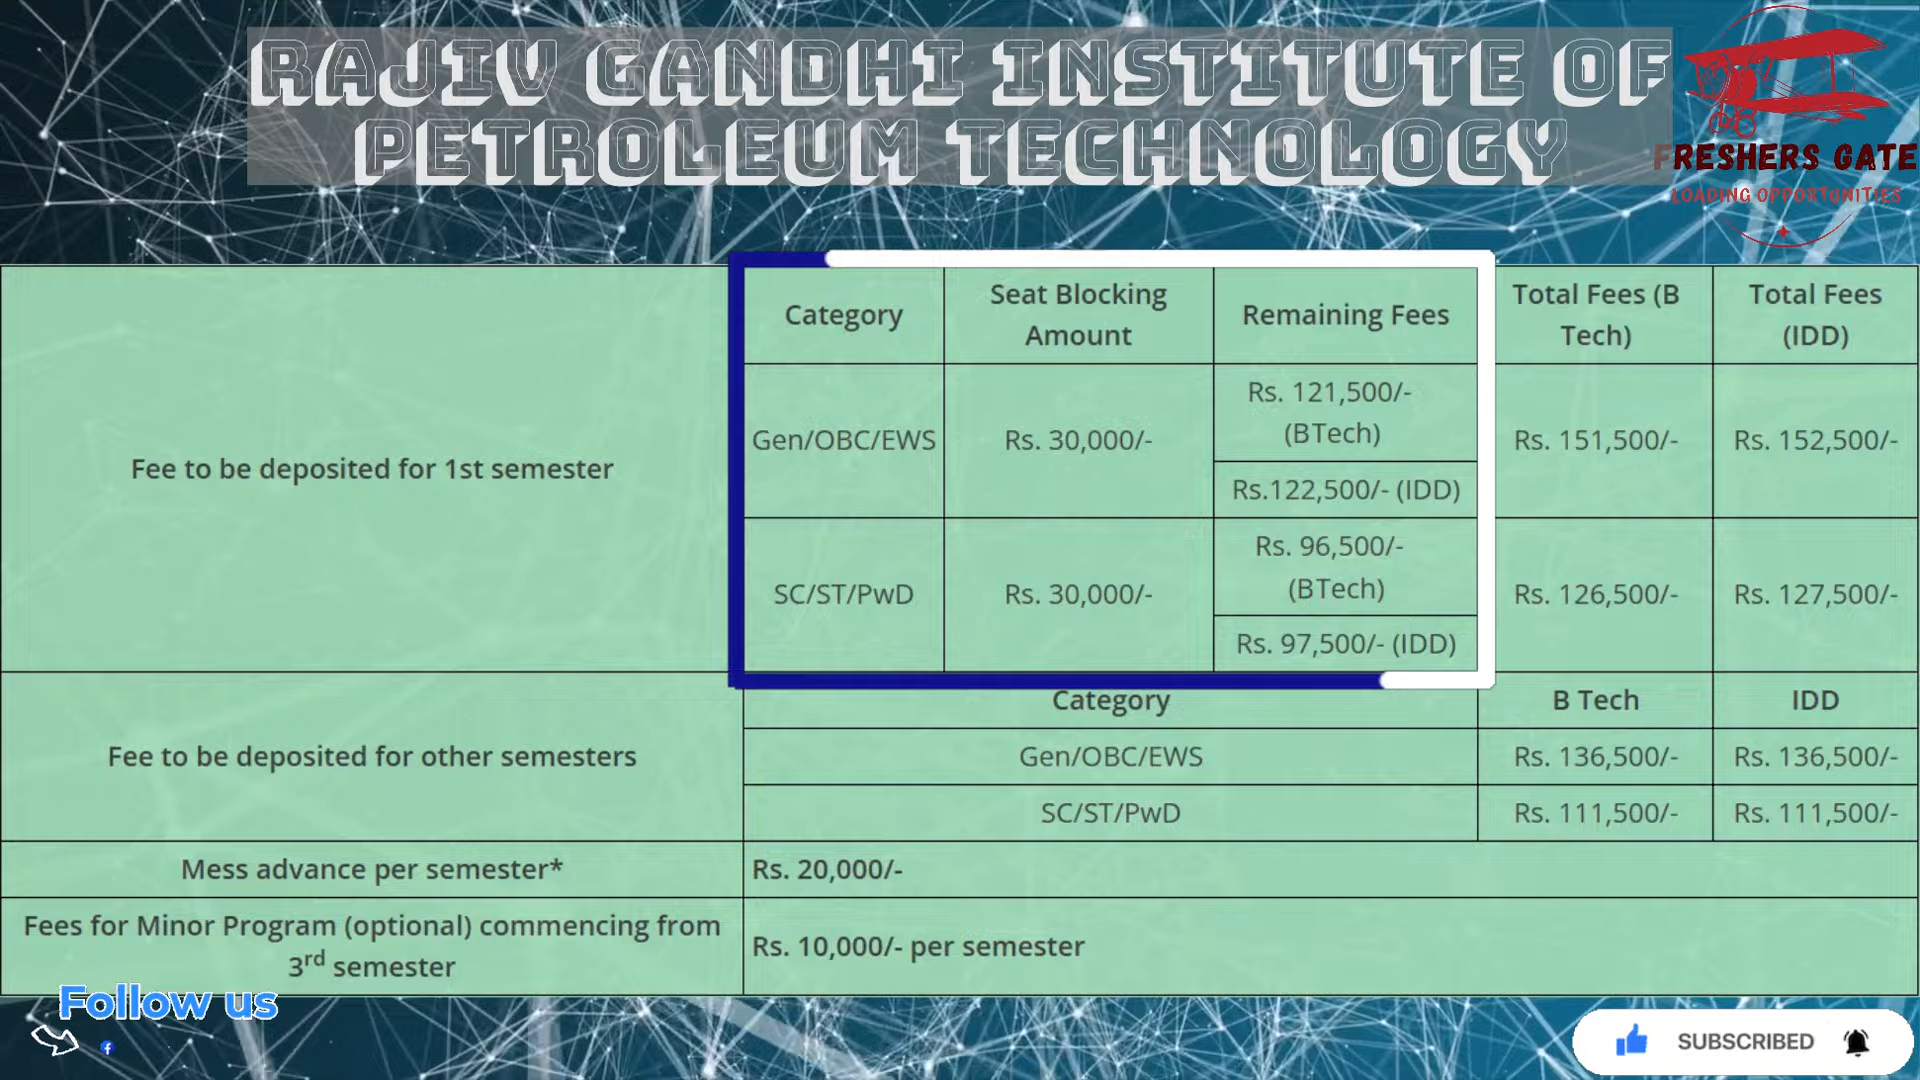 RAJIV GANDHI INSTITUTE OF
PETROLEUM TECHNOLOGY
FRESHERS GATE
LOADING OPPORTUNITIES
Category
Seat Blocking
Amount
Remaining Fees
Total Fees (B
Tech)
Total Fees
(IDD)
Fee to be deposited for 1st semester
Gen/OBC/EWS
Rs. 30,000/-
Rs. 121,500/-
(BTech)
Rs.122,500/- (IDD)
Rs. 151,500/-
Rs. 152,500/-
SC/ST/PwD
Rs. 30,000/-
Rs. 96,500/-
(BTech)
Rs. 97,500/- (IDD)
Rs. 126,500/-
Rs. 127,500/-
Fee to be deposited for other semesters
Category
B Tech
IDD
Gen/OBC/EWS
Rs. 136,500/-
Rs. 136,500/-
SC/ST/PwD
Rs. 111,500/-
Rs. 111,500/-
Mess advance per semester*
Rs. 20,000/-
Fees for Minor Program (optional) commencing from
3rd semester
Rs. 10,000/- per semester
Follow us
SUBSCRIBED